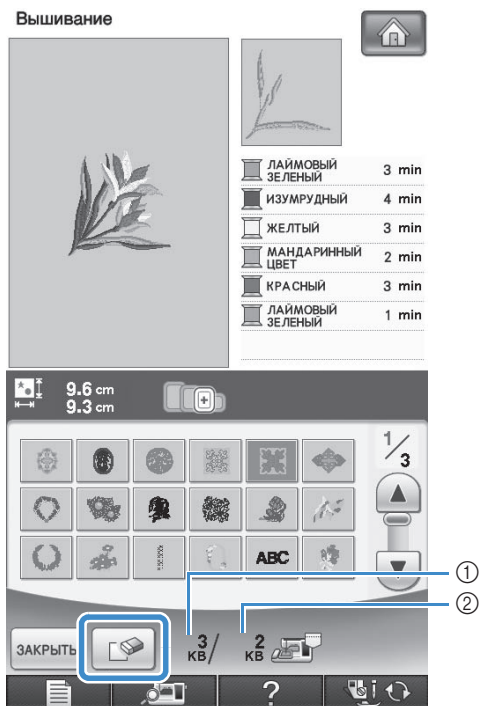 Вышивание
ЛАЙМОВЫЙ
ЗЕЛЕНЫЙ 3 min
ИЗУМРУДНЫЙ 4 min
ЖЕЛТЫЙ 3 min
МАНДАРИННЫЙ
ЦВЕТ 2 min
КРАСНЫЙ 3 min
ЛАЙМОВЫЙ
ЗЕЛЕНЫЙ 1 min
9.6 cm
9.3 cm
1/3
ABC
①
②
ЗАКРЫТЬ
3 КВ/ 2 КВ
?